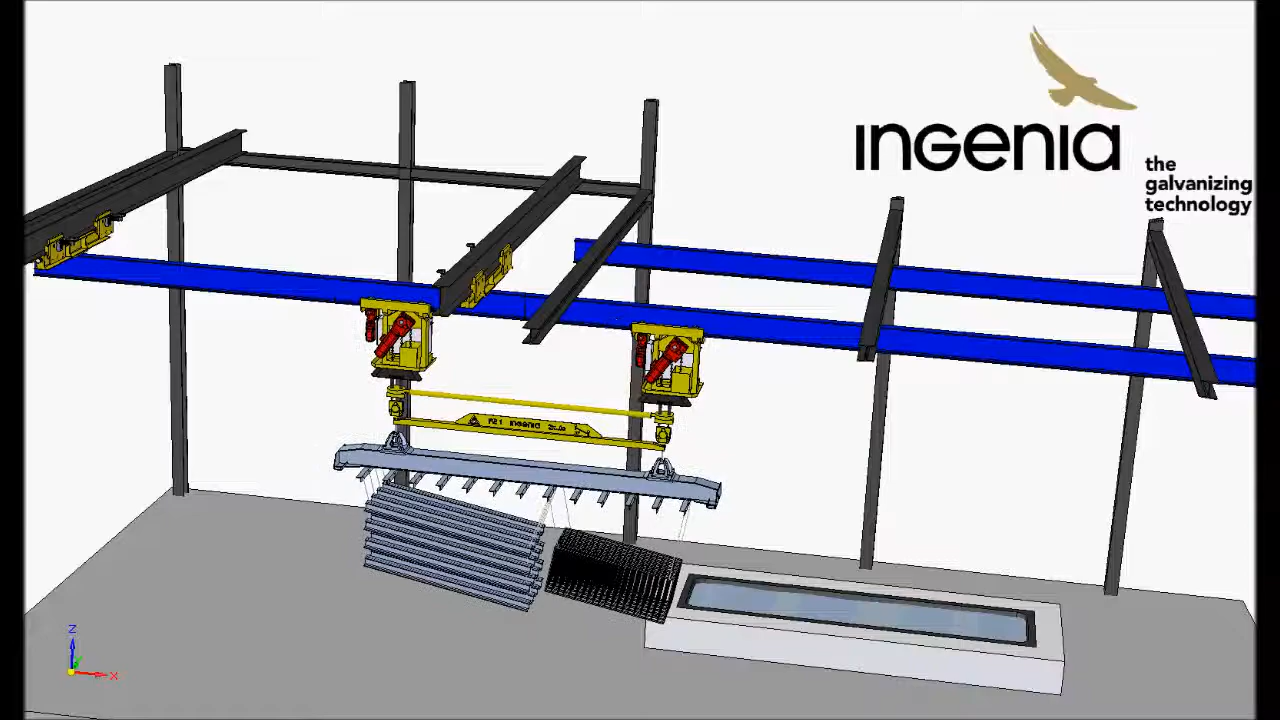 INGENIA
the
galvanizing
technology
INGENIA
Z
X